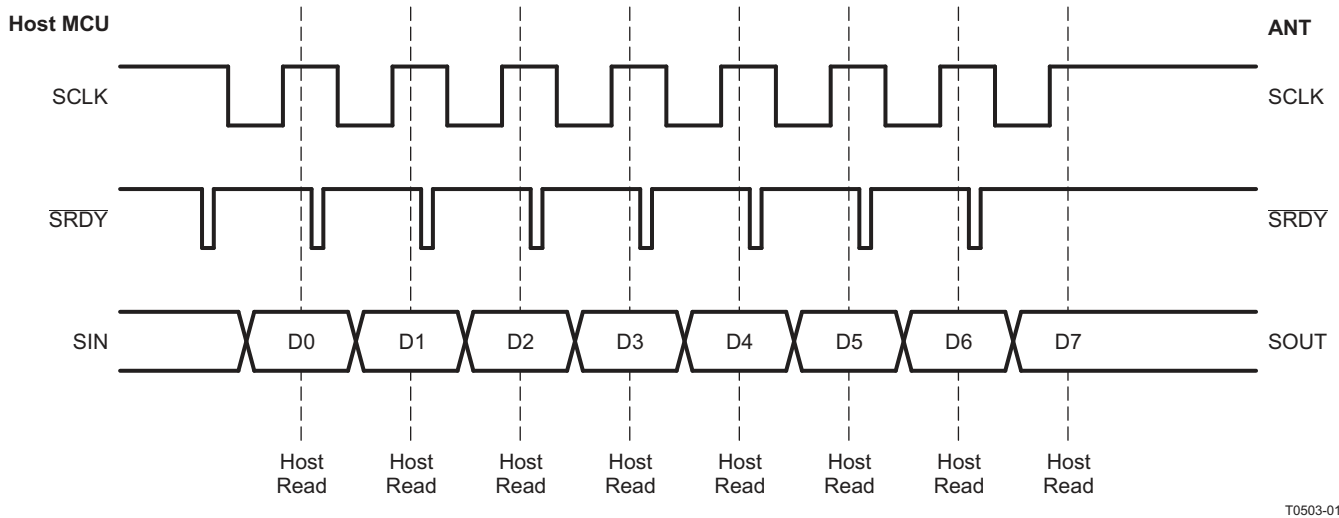 Host MCU
ANT
SCLK
SCLK
SRDY
SRDY
SIN
D0 D1 D2 D3 D4 D5 D6 D7
SOUT
Host Host Host Host Host Host Host Host
Read Read Read Read Read Read Read Read
T0503-01